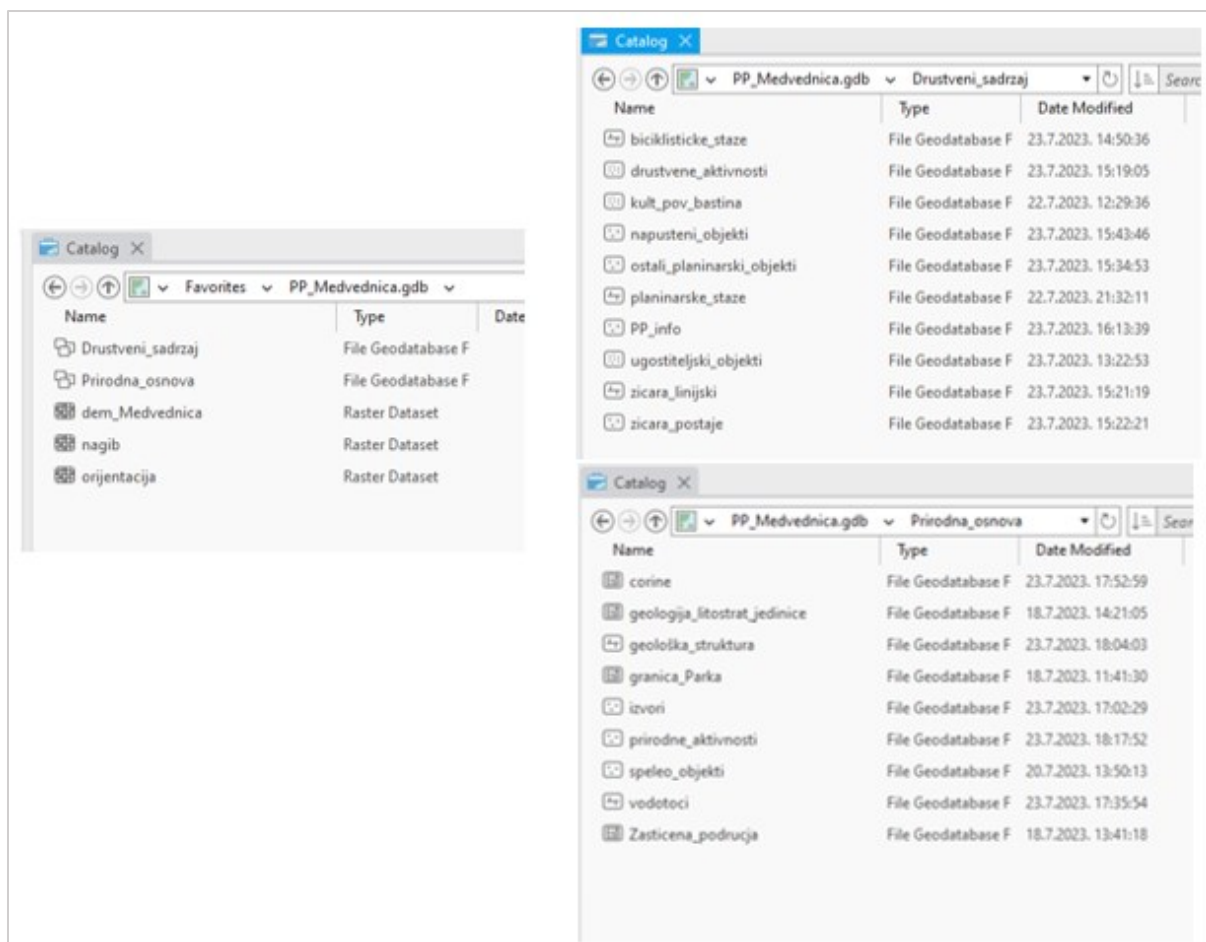 Catalog
Favorites PP_Medvednica.gdb
Name Type Date
Drustveni_sadrzaj File Geodatabase F
Prirodna_osnova File Geodatabase F
dem_Medvednica Raster Dataset
nagib Raster Dataset
orijentacija Raster Dataset
Catalog
PP_Medvednica.gdb Drustveni_sadrzaj Searc
Name Type Date Modified
biciklisticke_staze File Geodatabase F 23.7.2023. 14:50:36
drustvene_aktivnosti File Geodatabase F 23.7.2023. 15:19:05
kult_pov_bastina File Geodatabase F 22.7.2023. 12:29:36
napusteni_objekti File Geodatabase F 23.7.2023. 15:43:46
ostali_planinarski_objekti File Geodatabase F 23.7.2023. 15:34:53
planinarske_staze File Geodatabase F 22.7.2023. 21:32:11
PP_info File Geodatabase F 23.7.2023. 16:13:39
ugostiteljski_objekti File Geodatabase F 23.7.2023. 13:22:53
zicara_linijski File Geodatabase F 23.7.2023. 15:21:19
zicara_postaje File Geodatabase F 23.7.2023. 15:22:21
Catalog
PP_Medvednica.gdb Prirodna_osnova Sear
Name Type Date Modified
corine File Geodatabase F 23.7.2023. 17:52:59
geologija_litostrat_jedinice File Geodatabase F 18.7.2023. 14:21:05
geološka_struktura File Geodatabase F 23.7.2023. 18:04:03
granica_Parka File Geodatabase F 18.7.2023. 11:41:30
izvori File Geodatabase F 23.7.2023. 17:02:29
prirodne_aktivnosti File Geodatabase F 23.7.2023. 18:17:52
speleo_objekti File Geodatabase F 20.7.2023. 13:50:13
vodotoci File Geodatabase F 23.7.2023. 17:35:54
Zasticena_podrucja File Geodatabase F 18.7.2023. 13:41:18